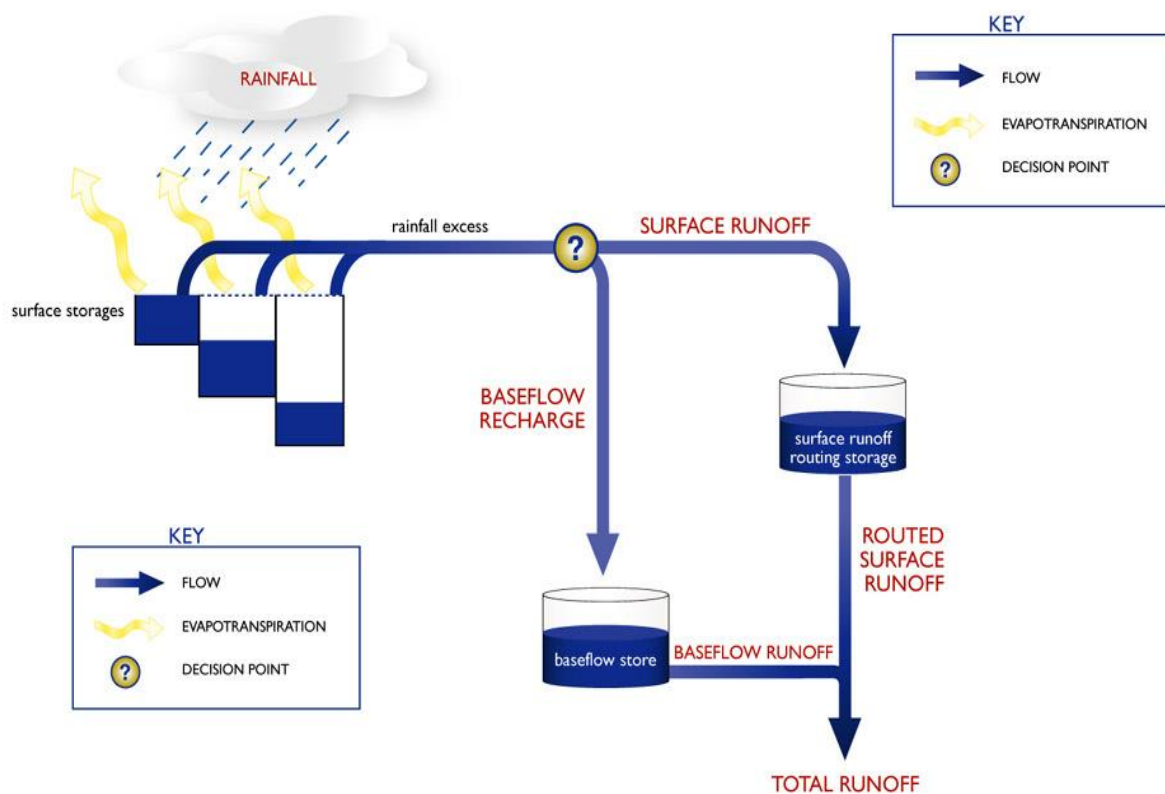 KEY
FLOW
EVAPOTRANSPIRATION
?
DECISION POINT
RAINFALL
rainfall excess
?
SURFACE RUNOFF
surface storages
BASEFLOW
RECHARGE
surface runoff
routing storage
KEY
FLOW
EVAPOTRANSPIRATION
?
DECISION POINT
ROUTED
SURFACE
RUNOFF
baseflow store
BASEFLOW RUNOFF
TOTAL RUNOFF